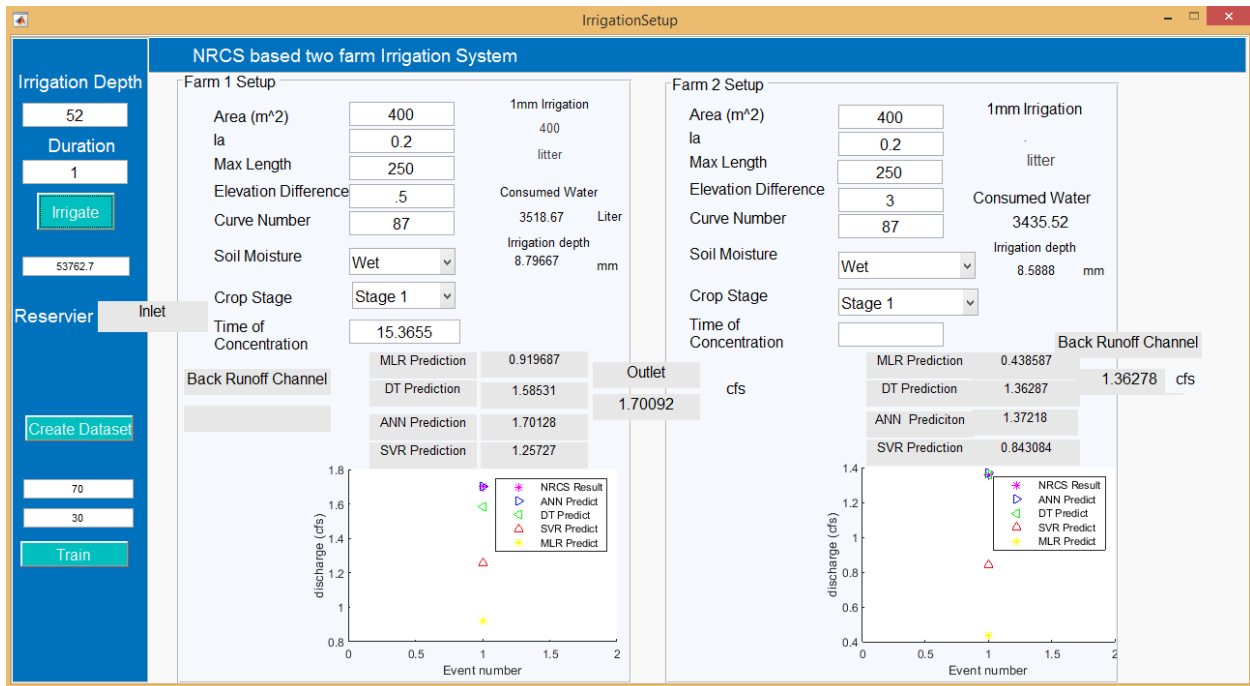 IrrigationSetup
NRCS based two farm Irrigation System
Irrigation Depth
52
Duration
1
Irrigate
53762.7
Reservier
Inlet
Create Dataset
70
30
Train
Farm 1 Setup
Area (m^2)
400
Ia
0.2
Max Length
250
Elevation Difference
.5
Curve Number
87
Soil Moisture
Wet
Crop Stage
Stage 1
Time of
Concentration
15.3655
1mm Irrigation
400
litter
Consumed Water
3518.67 Liter
Irrigation depth
8.79667 mm
Back Runoff Channel
MLR Prediction 0.919687
DT Prediction 1.58531
ANN Prediction 1.70128
SVR Prediction 1.25727
Outlet
1.70092
cfs
1.8
1.6
1.4
1.2
1
0.8
discharge (cfs)
0 0.5 1 1.5 2
Event number
NRCS Result
ANN Predict
DT Predict
SVR Predict
MLR Predict
Farm 2 Setup
Area (m^2)
400
Ia
0.2
Max Length
250
Elevation Difference
3
Curve Number
87
Soil Moisture
Wet
Crop Stage
Stage 1
Time of
Concentration
1mm Irrigation
.
litter
Consumed Water
3435.52
Irrigation depth
8.5888 mm
Back Runoff Channel
1.36278 cfs
MLR Prediction 0.438587
DT Prediction 1.36287
ANN Prediciton 1.37218
SVR Prediction 0.843084
1.4
1.2
1
0.8
0.6
0.4
discharge (cfs)
0 0.5 1 1.5 2
Event number
NRCS Result
ANN Predict
DT Predict
SVR Predict
MLR Predict